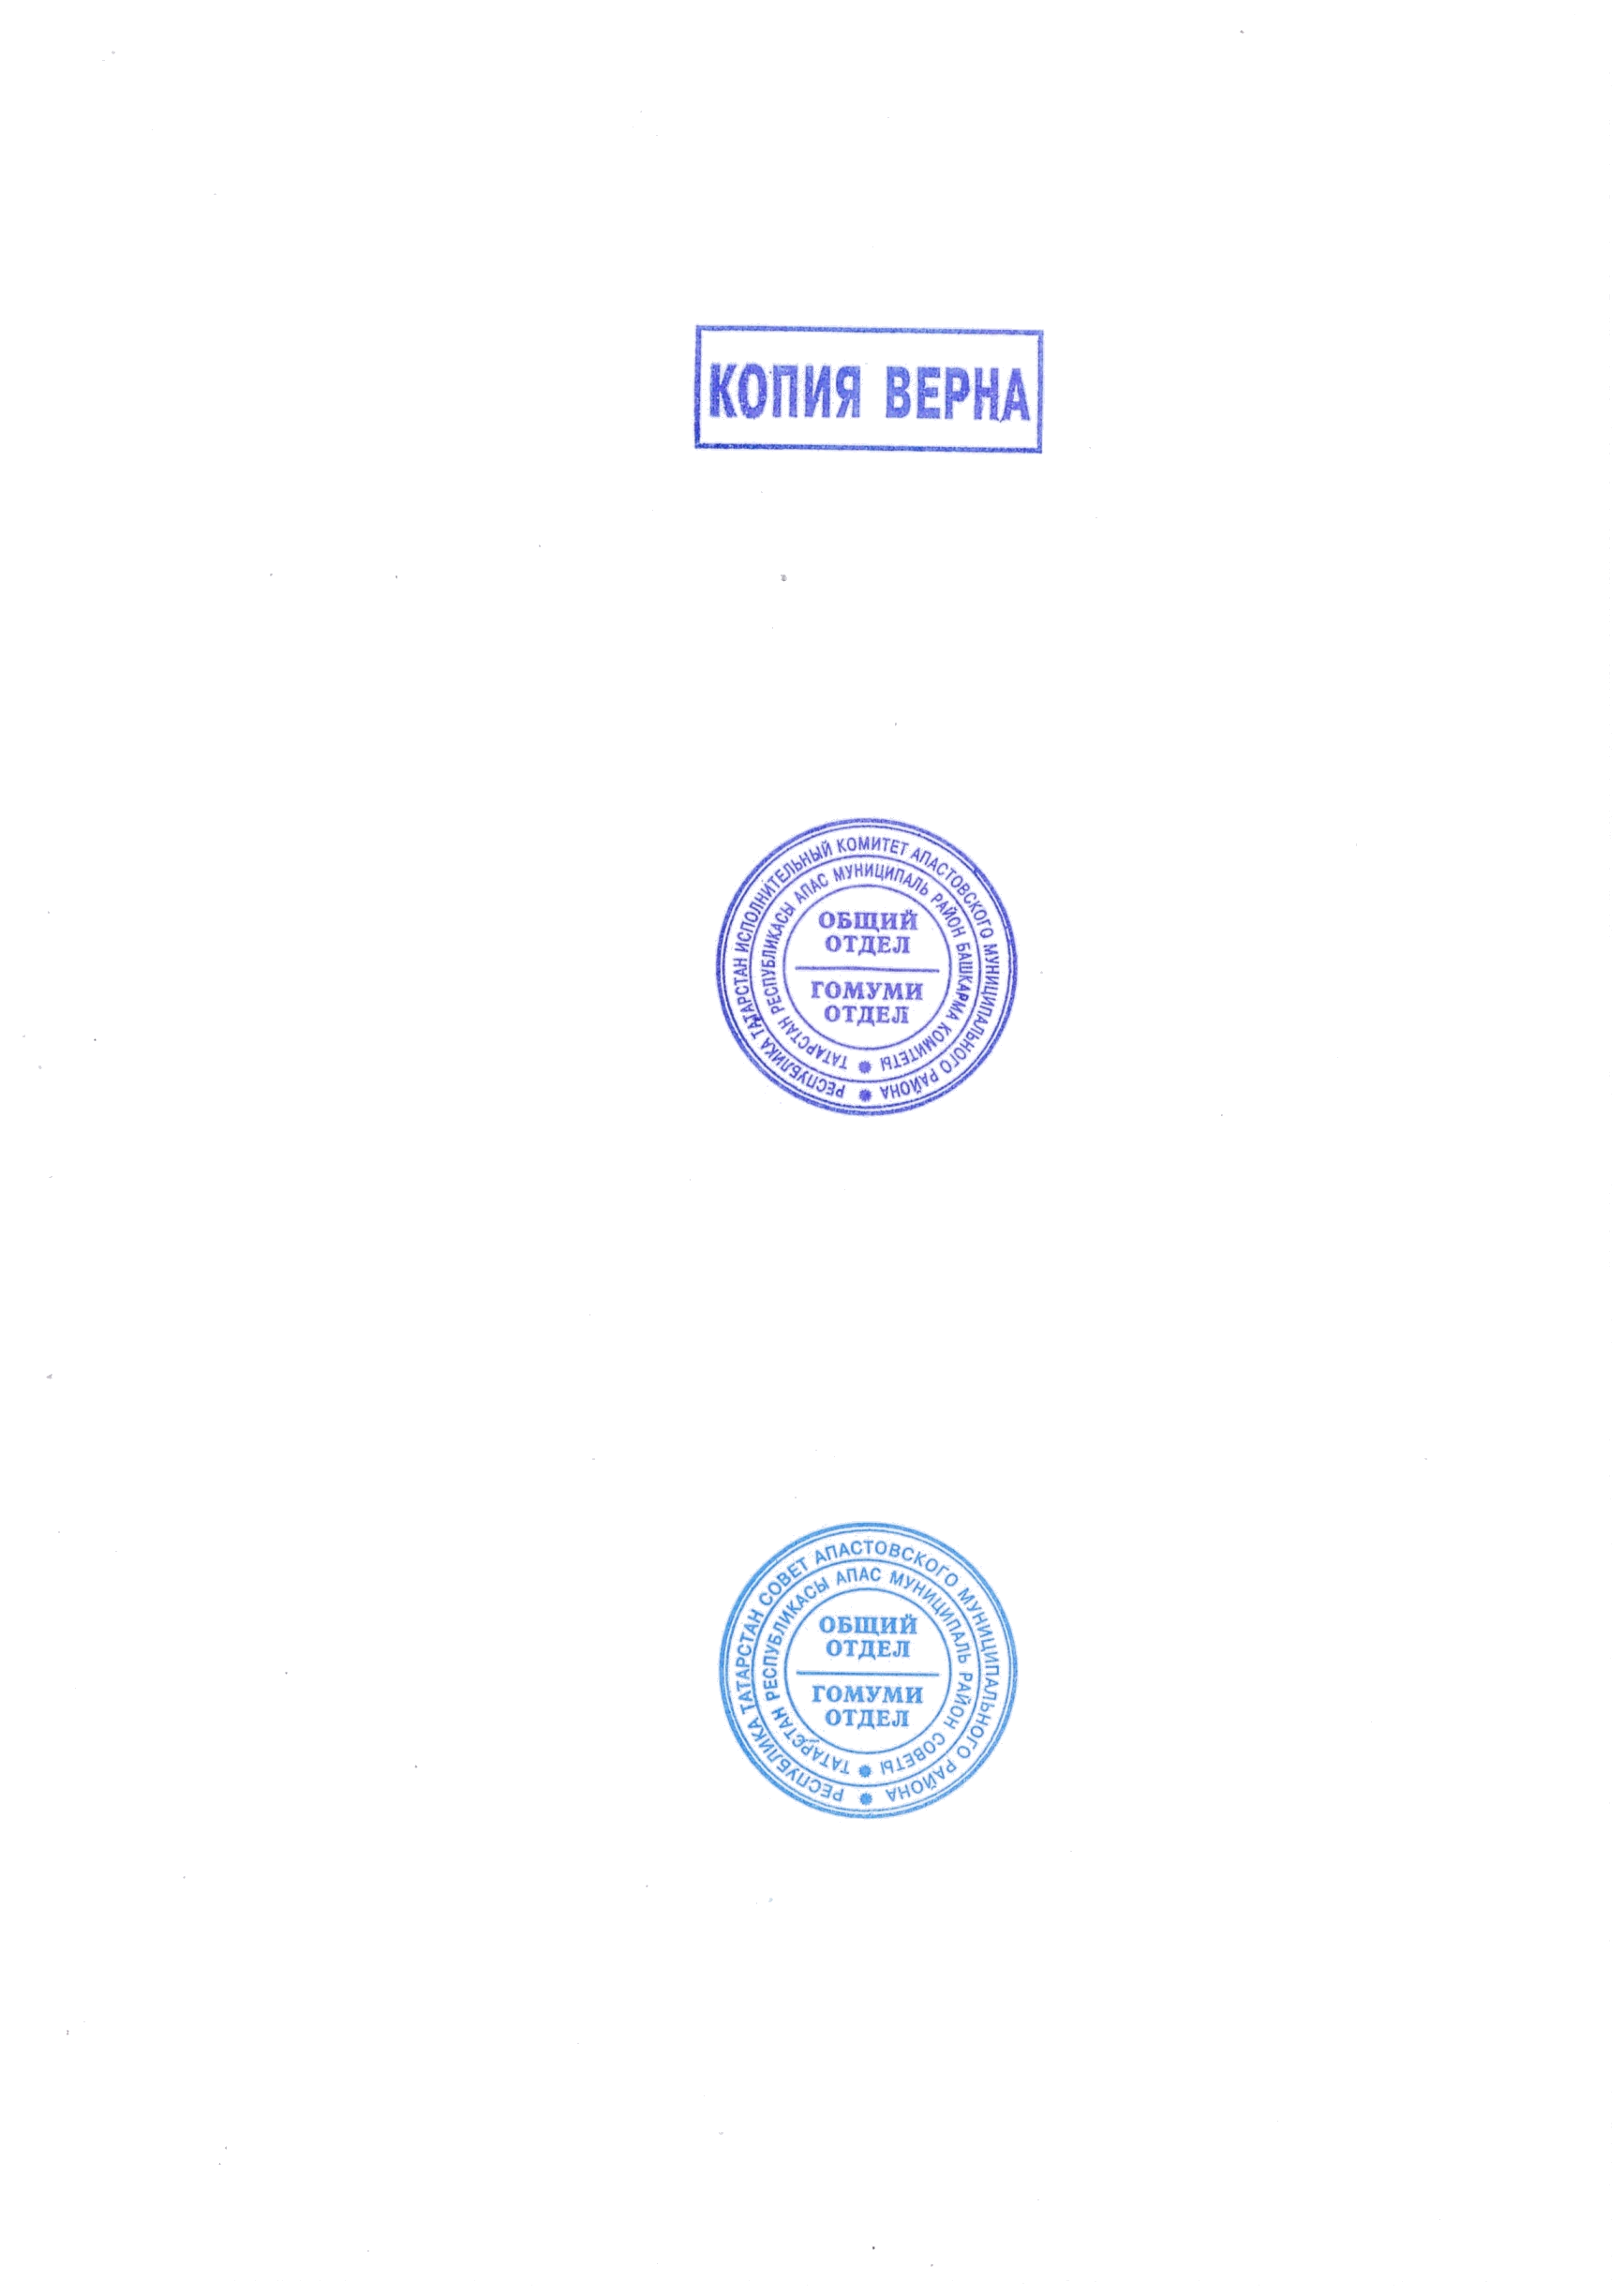 КОПИЯ ВЕРНА
РЕСПУБЛИКА ТАТАРСТАН ИСПОЛНИТЕЛЬНЫЙ КОМИТЕТ АПАСТОВСКОГО МУНИЦИПАЛЬНОГО РАЙОНА
ТАТАРСТАН РЕСПУБЛИКАСЫ АПАС МУНИЦИПАЛЬ РАЙОН БАШКАРМА КОМИТЕТЫ
ОБЩИЙ
ОТДЕЛ
ГОМУМИ
ОТДЕЛ
РЕСПУБЛИКА ТАТАРСТАН СОВЕТ АПАСТОВСКОГО МУНИЦИПАЛЬНОГО РАЙОНА
ТАТАРСТАН РЕСПУБЛИКАСЫ АПАС МУНИЦИПАЛЬ РАЙОН СОВЕТЫ
ОБЩИЙ
ОТДЕЛ
ГОМУМИ
ОТДЕЛ